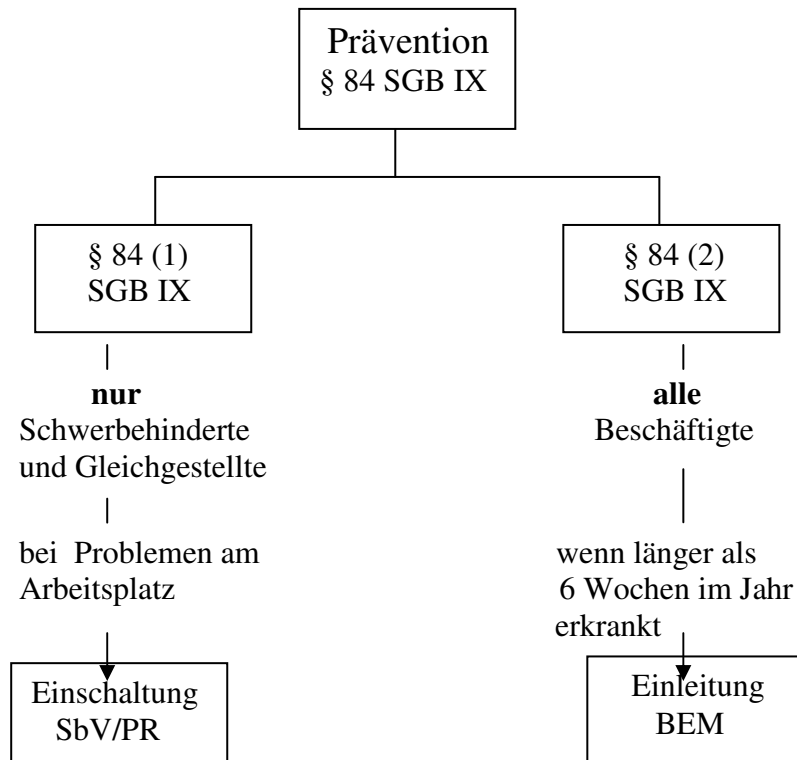 Prävention
§ 84 SGB IX
§ 84 (1)
SGB IX
nur
Schwerbehinderte
und Gleichgestellte
bei Problemen am
Arbeitsplatz
Einschaltung
SbV/PR
§ 84 (2)
SGB IX
alle
Beschäftigte
wenn länger als
6 Wochen im Jahr
erkrankt
Einleitung
BEM